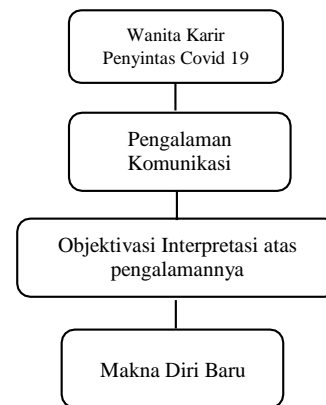 Wanita Karir
Penyintas Covid 19
Pengalaman
Komunikasi
Objektivasi Interpretasi atas
pengalamannya
Makna Diri Baru